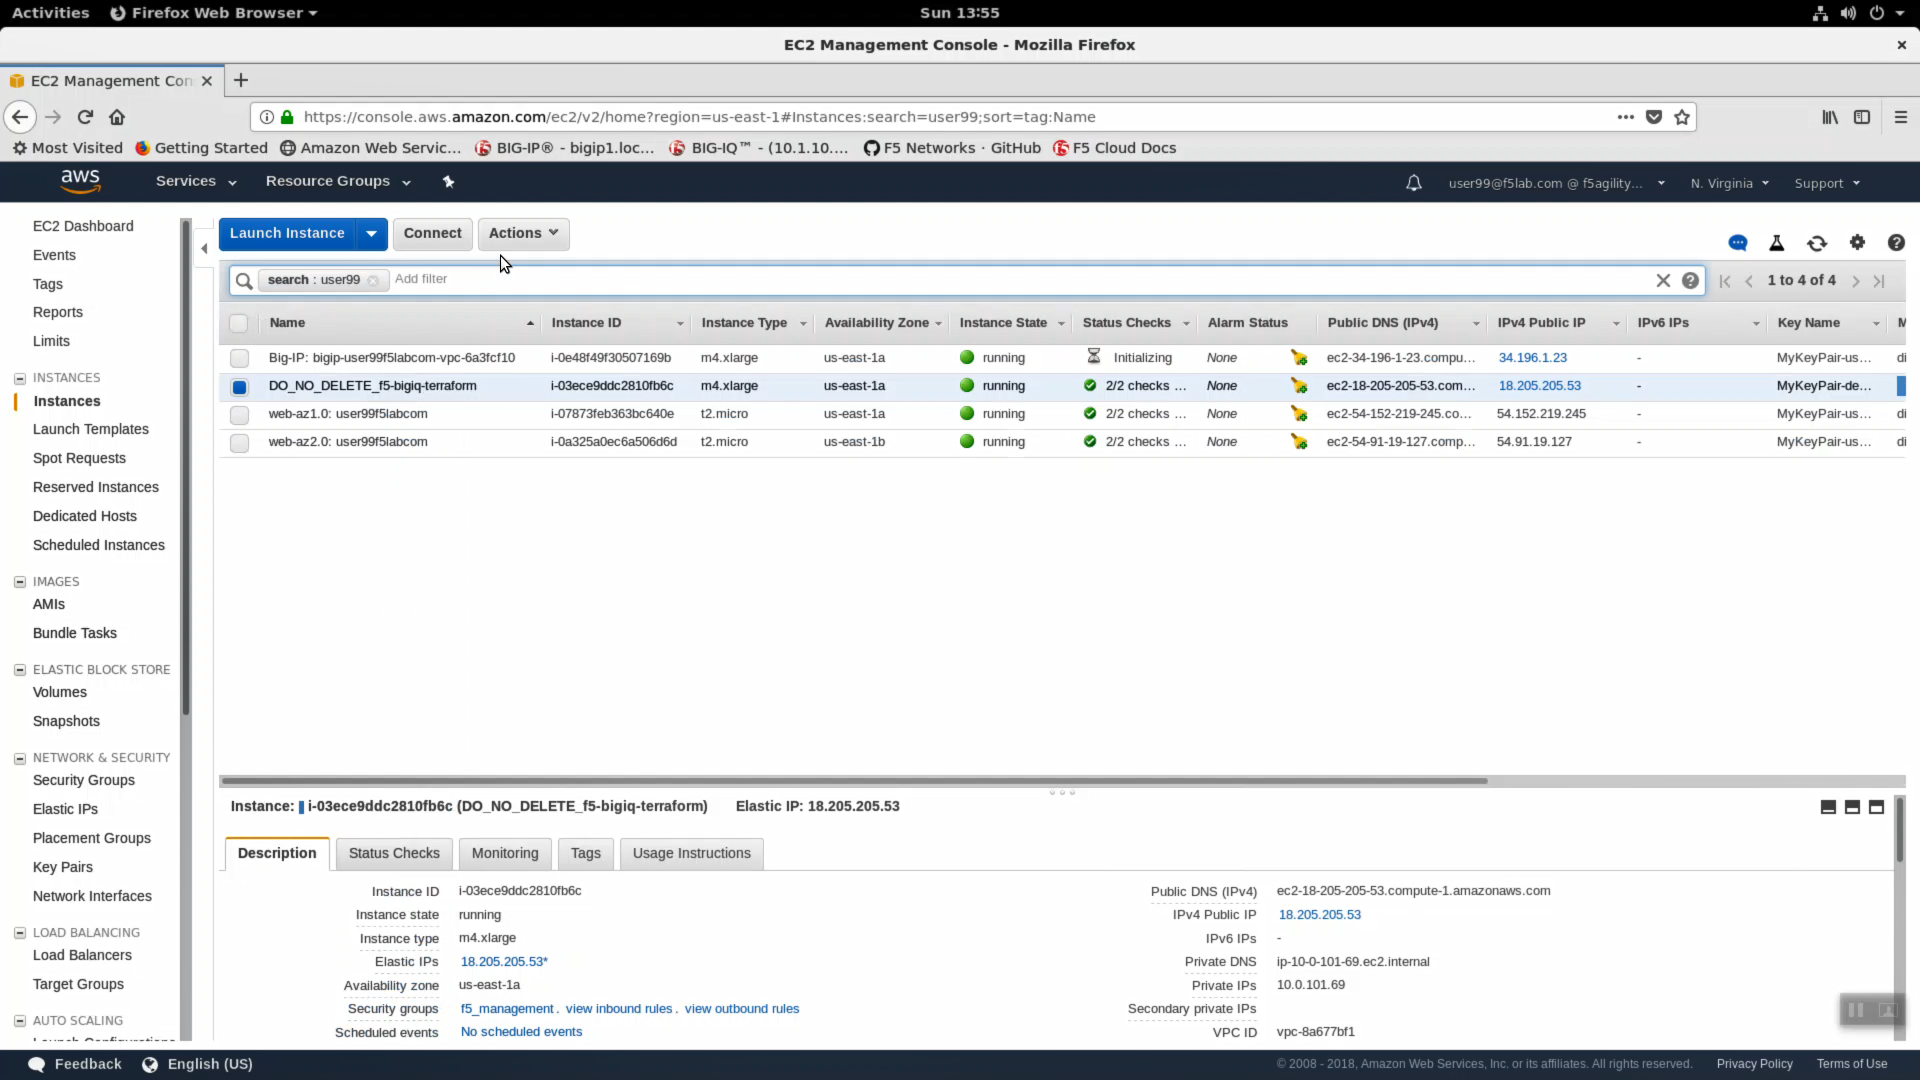 Activities Firefox Web Browser Sun 13:55
EC2 Management Console - Mozilla Firefox
EC2 Management Con
https://console.aws.amazon.com/ec2/v2/home?region=us-east-1#Instances:search=user99;sort=tag:Name
Most Visited Getting Started Amazon Web Servic... BIG-IP® - bigip1.loc... BIG-IQ™ - (10.1.10.... F5 Networks · GitHub F5 Cloud Docs
aws Services Resource Groups user99@f5lab.com @ f5agility... N. Virginia Support
EC2 Dashboard
Events
Tags
Reports
Limits
INSTANCES
Instances
Launch Templates
Spot Requests
Reserved Instances
Dedicated Hosts
Scheduled Instances
IMAGES
AMIs
Bundle Tasks
ELASTIC BLOCK STORE
Volumes
Snapshots
NETWORK & SECURITY
Security Groups
Elastic IPs
Placement Groups
Key Pairs
Network Interfaces
LOAD BALANCING
Load Balancers
Target Groups
AUTO SCALING
Launch Configurations
Launch Instance Connect Actions
search : user99 Add filter 1 to 4 of 4
Name Instance ID Instance Type Availability Zone Instance State Status Checks Alarm Status Public DNS (IPv4) IPv4 Public IP IPv6 IPs Key Name M
Big-IP: bigip-user99f5labcom-vpc-6a3fcf10 i-0e48f49f30507169b m4.xlarge us-east-1a running Initializing None ec2-34-196-1-23.compu... 34.196.1.23 - MyKeyPair-us... di
DO_NO_DELETE_f5-bigiq-terraform i-03ece9ddc2810fb6c m4.xlarge us-east-1a running 2/2 checks ... None ec2-18-205-205-53.com... 18.205.205.53 - MyKeyPair-de...
web-az1.0: user99f5labcom i-07873feb363bc640e t2.micro us-east-1a running 2/2 checks ... None ec2-54-152-219-245.co... 54.152.219.245 - MyKeyPair-us... di
web-az2.0: user99f5labcom i-0a325a0ec6a506d6d t2.micro us-east-1b running 2/2 checks ... None ec2-54-91-19-127.comp... 54.91.19.127 - MyKeyPair-us... di
Instance: i-03ece9ddc2810fb6c (DO_NO_DELETE_f5-bigiq-terraform) Elastic IP: 18.205.205.53
Description Status Checks Monitoring Tags Usage Instructions
Instance ID i-03ece9ddc2810fb6c Public DNS (IPv4) ec2-18-205-205-53.compute-1.amazonaws.com
Instance state running IPv4 Public IP 18.205.205.53
Instance type m4.xlarge IPv6 IPs -
Elastic IPs 18.205.205.53* Private DNS ip-10-0-101-69.ec2.internal
Availability zone us-east-1a Private IPs 10.0.101.69
Security groups f5_management. view inbound rules. view outbound rules Secondary private IPs
Scheduled events No scheduled events VPC ID vpc-8a677bf1
Feedback English (US) © 2008 - 2018, Amazon Web Services, Inc. or its affiliates. All rights reserved. Privacy Policy Terms of Use